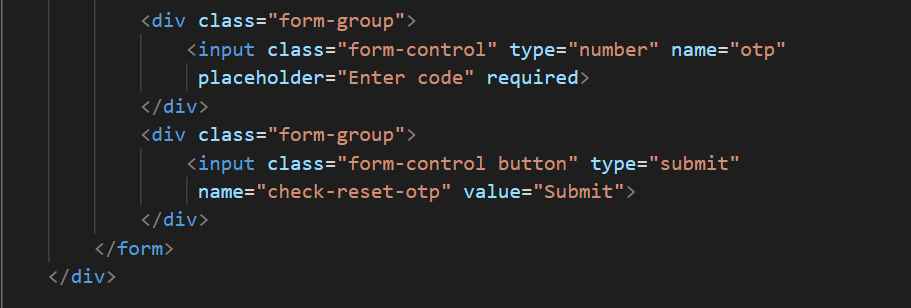 <div class="form-group">
<input class="form-control" type="number" name="otp"
placeholder="Enter code" required>
</div>
<div class="form-group">
<input class="form-control button" type="submit"
name="check-reset-otp" value="Submit">
</div>
</form>
</div>